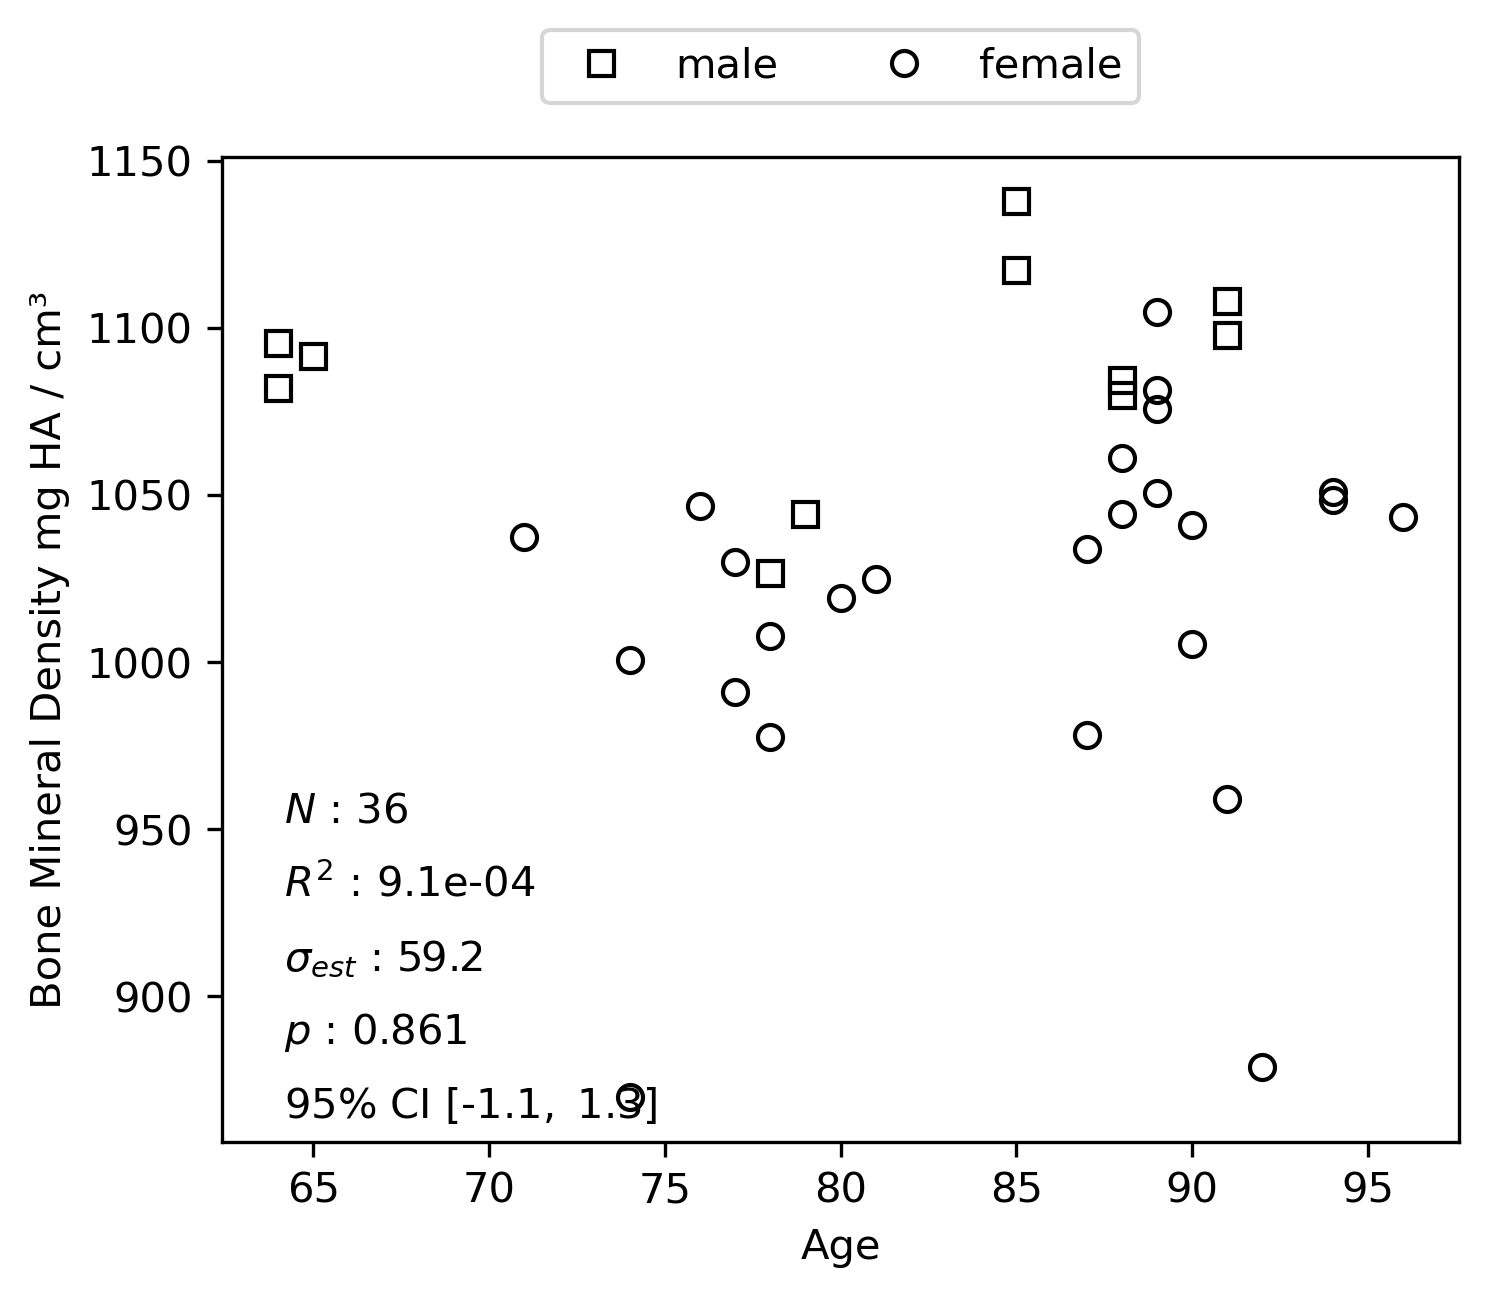 male female
1150
1100
1050
1000
950
900
Bone Mineral Density mg HA / cm³
N : 36
R² : 9.1e-04
σest : 59.2
p : 0.861
95% CI [-1.1, 1.3]
65 70 75 80 85 90 95
Age